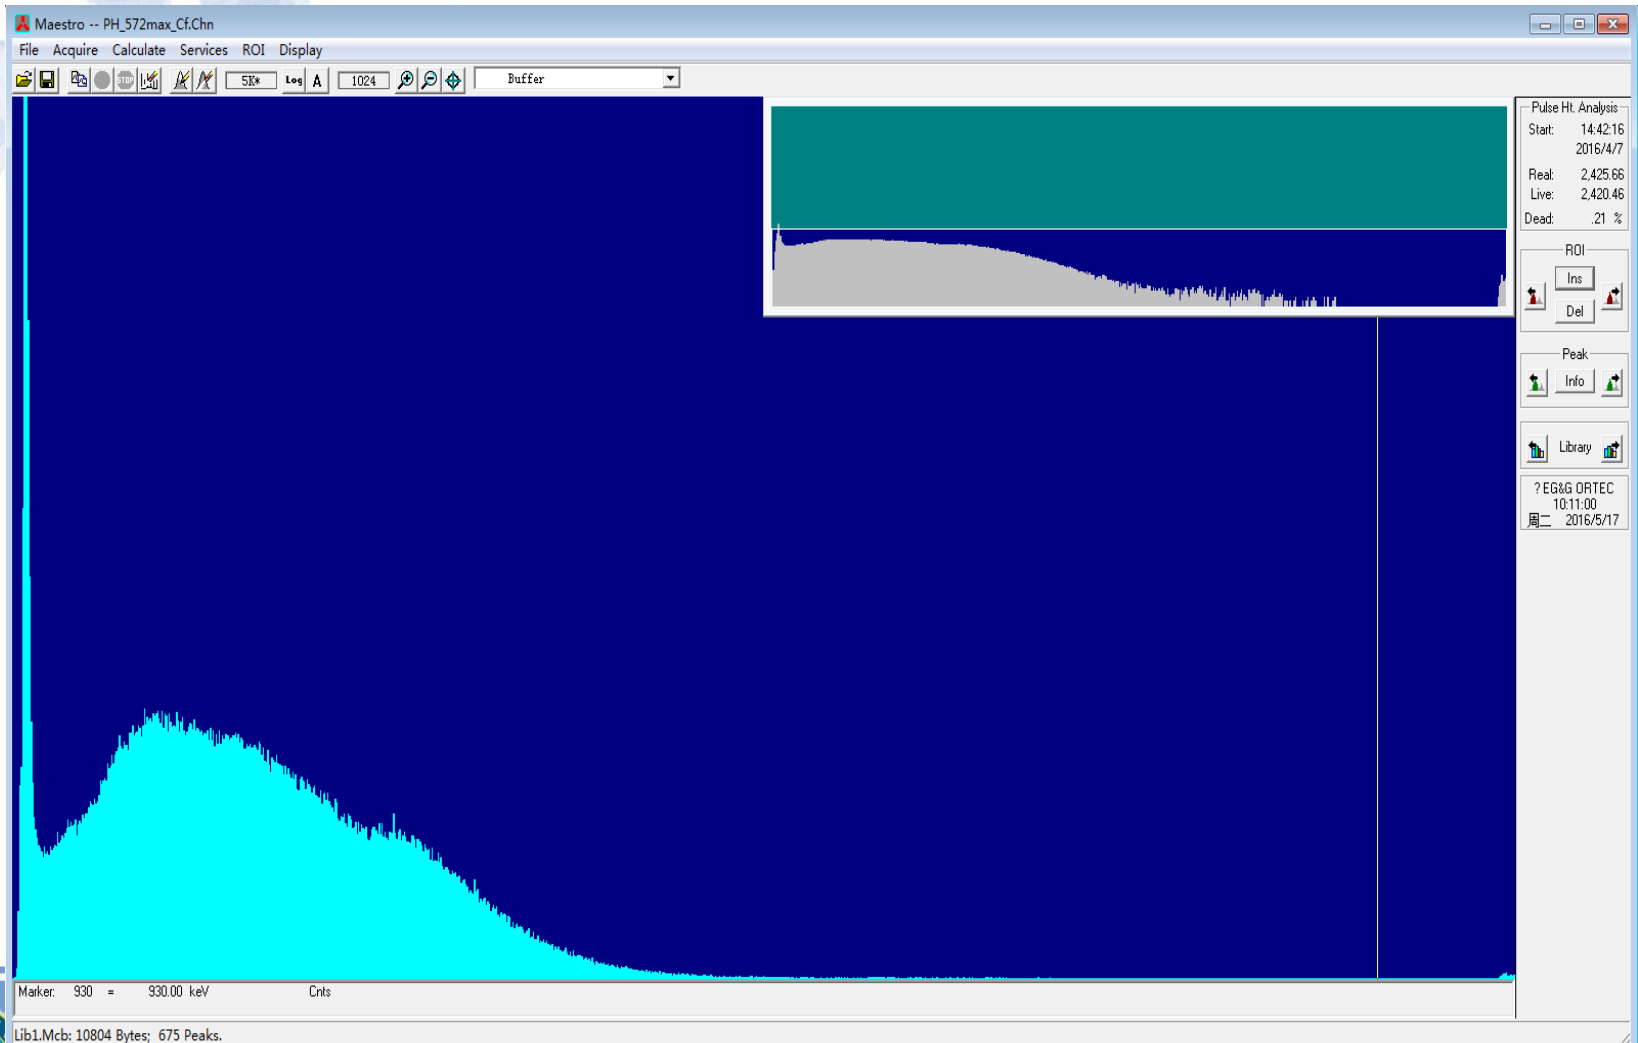 Maestro -- PH_572max_Cf.Chn
File Acquire Calculate Services ROI Display
STOP 5K* Log A 1024 Buffer
Pulse Ht. Analysis
Start: 14:42:16
2016/4/7
Real: 2,425.66
Live: 2,420.46
Dead: .21 %
ROI
Ins
Del
Peak
Info
Library
? EG&G ORTEC
10:11:00
周二 2016/5/17
Marker: 930 = 930.00 keV Cnts
Lib1.Mcb: 10804 Bytes; 675 Peaks.